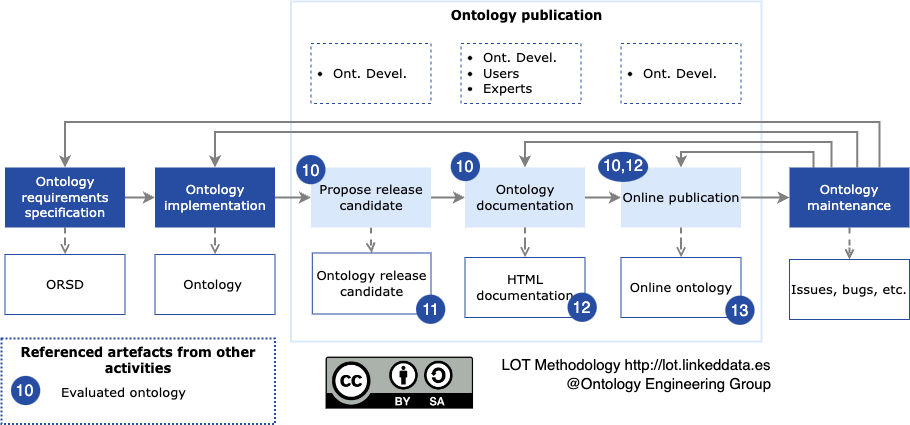 Ontology publication
• Ont. Devel.
• Ont. Devel.
• Users
• Experts
• Ont. Devel.
10
10
10,12
Ontology
requirements
specification
Ontology
implementation
Propose release
candidate
Ontology
documentation
Online publication
Ontology
maintenance
ORSD
Ontology
Ontology release
candidate
11
HTML
documentation
12
Online ontology
13
Issues, bugs, etc.
Referenced artefacts from other
activities
10
Evaluated ontology
cc
BY SA
LOT Methodology http://lot.linkeddata.es
@Ontology Engineering Group